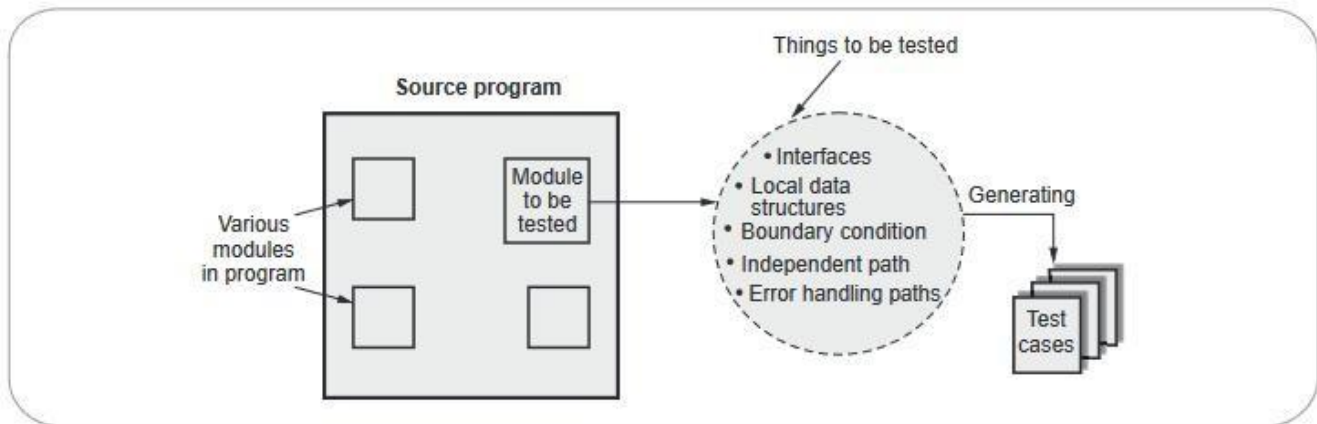 Things to be tested
Source program
Module
to be
tested
Various
modules
in program
• Interfaces
• Local data
structures
• Boundary condition
• Independent path
• Error handling paths
Generating
Test
cases